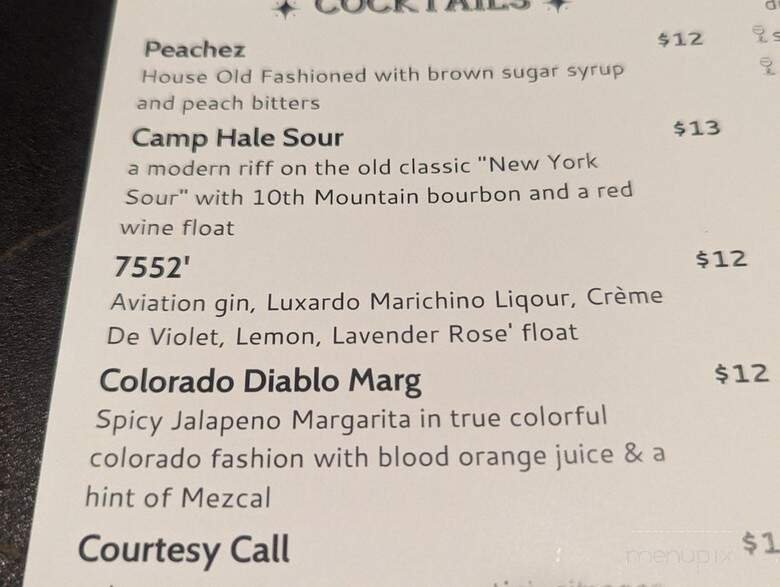 COCKTAILS
Peachez $12
House Old Fashioned with brown sugar syrup
and peach bitters
Camp Hale Sour $13
a modern riff on the old classic "New York
Sour" with 10th Mountain bourbon and a red
wine float
7552' $12
Aviation gin, Luxardo Marichino Liqour, Crème
De Violet, Lemon, Lavender Rose' float
Colorado Diablo Marg $12
Spicy Jalapeno Margarita in true colorful
colorado fashion with blood orange juice & a
hint of Mezcal
Courtesy Call
menupix